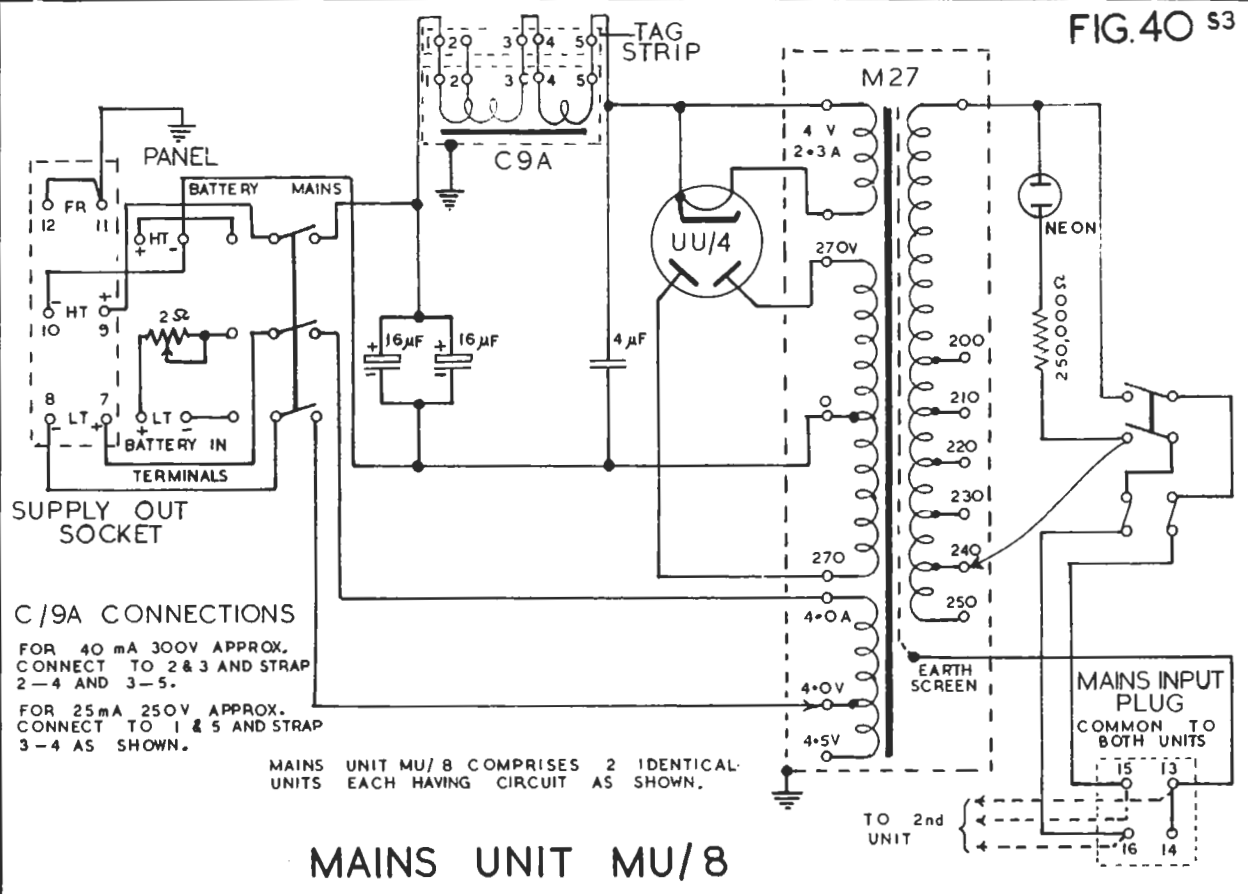 FIG.40 S3
TAG
STRIP
1 2 3 4 5
1 2 3 4 5
C9A
M27
4 V
2·3A
PANEL
BATTERY MAINS
FR
12 11
HT
+ -
UU/4
270V
NEON
- HT +
10 9
2 Ω
+ 16µF
-
+ 16µF
-
4µF
250,000Ω
200
210
220
230
240
250
O
8 7
- LT +
+ LT -
BATTERY IN
TERMINALS
SUPPLY OUT
SOCKET
270
4·0A
4·0V
4·5V
EARTH
SCREEN
C/9A CONNECTIONS
FOR 40 mA 300V APPROX.
CONNECT TO 2 & 3 AND STRAP
2–4 AND 3–5.
FOR 25mA 250V APPROX.
CONNECT TO 1 & 5 AND STRAP
3–4 AS SHOWN.
MAINS INPUT
PLUG
COMMON TO
BOTH UNITS
15 13
16 14
TO 2nd
UNIT
MAINS UNIT MU/8 COMPRISES 2 IDENTICAL
UNITS EACH HAVING CIRCUIT AS SHOWN.
MAINS UNIT MU/8